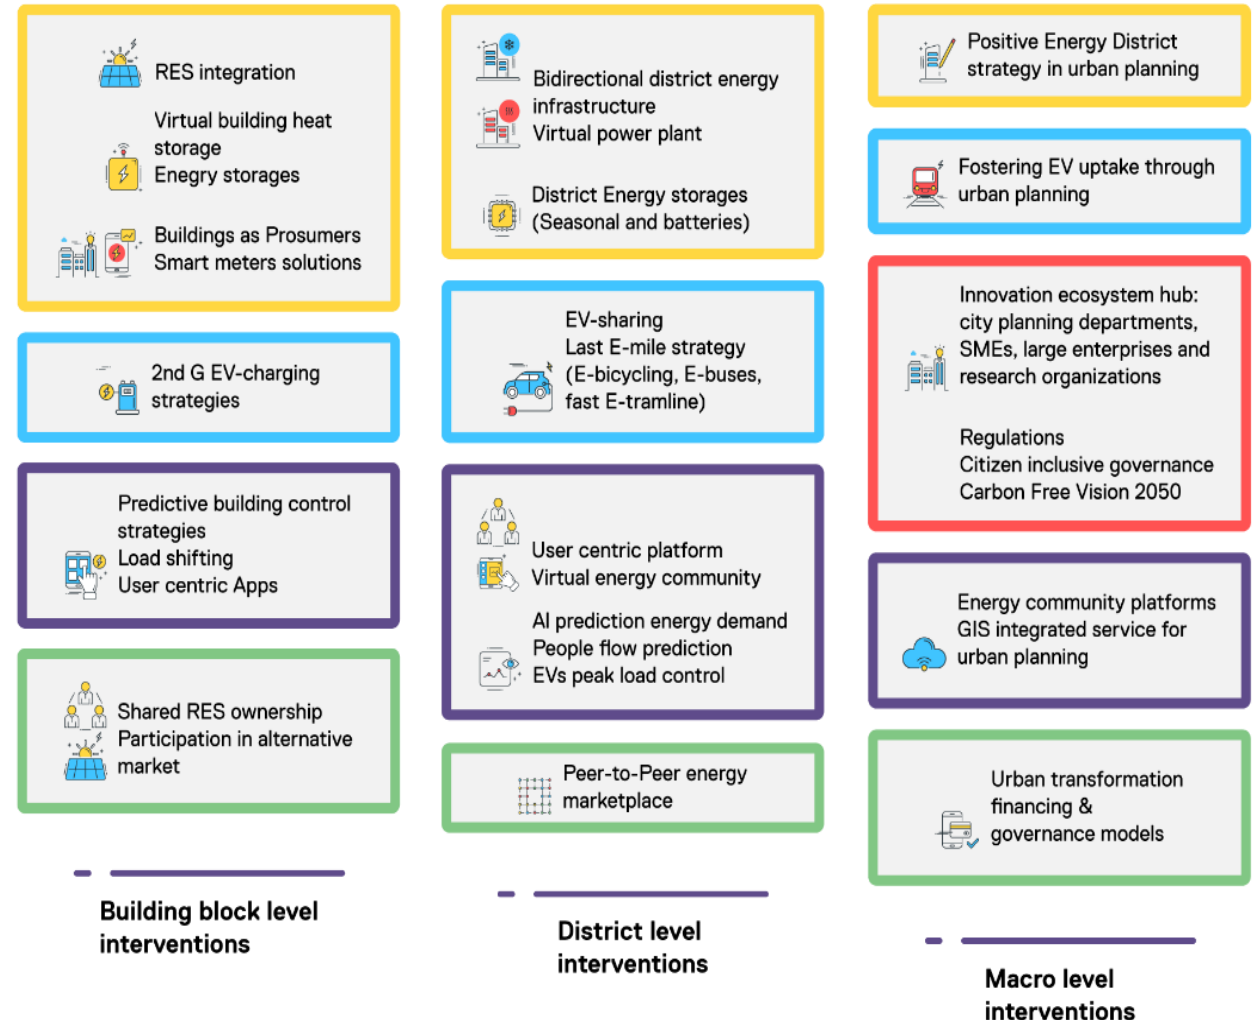 RES integration
Virtual building heat
storage
Enegry storages
Buildings as Prosumers
Smart meters solutions
2nd G EV-charging
strategies
Predictive building control
strategies
Load shifting
User centric Apps
Shared RES ownership
Participation in alternative
market
Building block level
interventions
Bidirectional district energy
infrastructure
Virtual power plant
District Energy storages
(Seasonal and batteries)
EV-sharing
Last E-mile strategy
(E-bicycling, E-buses,
fast E-tramline)
User centric platform
Virtual energy community
AI prediction energy demand
People flow prediction
EVs peak load control
Peer-to-Peer energy
marketplace
District level
interventions
Positive Energy District
strategy in urban planning
Fostering EV uptake through
urban planning
Innovation ecosystem hub:
city planning departments,
SMEs, large enterprises and
research organizations
Regulations
Citizen inclusive governance
Carbon Free Vision 2050
Energy community platforms
GIS integrated service for
urban planning
Urban transformation
financing &
governance models
Macro level
interventions